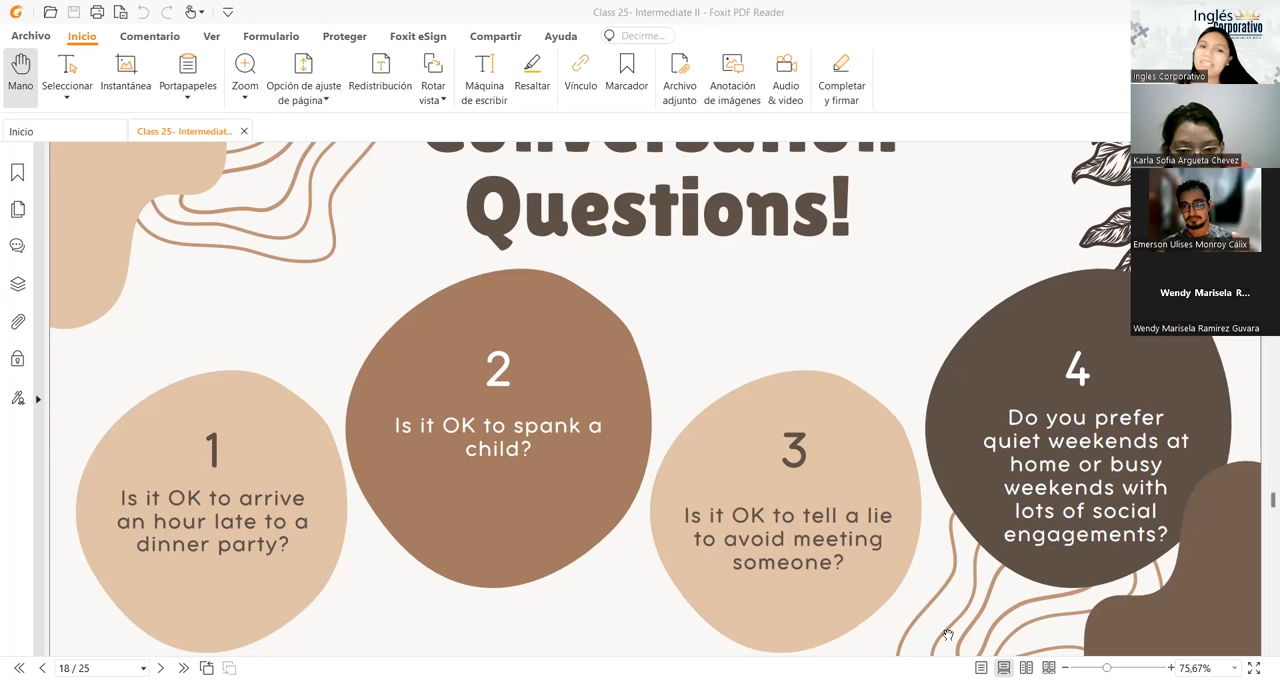 Class 25- Intermediate II - Foxit PDF Reader
Archivo
Inicio
Comentario
Ver
Formulario
Proteger
Foxit eSign
Compartir
Ayuda
Decirme...
Mano
Seleccionar
Instantánea
Portapapeles
Zoom
Opción de ajuste
de página
Redistribución
Rotar
vista
Máquina
de escribir
Resaltar
Vínculo
Marcador
Archivo
adjunto
Anotación
de imágenes
Audio
& video
Completar
y firmar
Inicio
Class 25- Intermediat...
Inglés
Corporativo
Ingles Corporativo
Karla Sofia Argueta Chevez
Emerson Ulises Monroy Cálix
Wendy Marisela R...
Wendy Marisela Ramirez Guvara
Conversation
Questions!
1
Is it OK to arrive
an hour late to a
dinner party?
2
Is it OK to spank a
child?
3
Is it OK to tell a lie
to avoid meeting
someone?
4
Do you prefer
quiet weekends at
home or busy
weekends with
lots of social
engagements?
18 / 25
75,67%